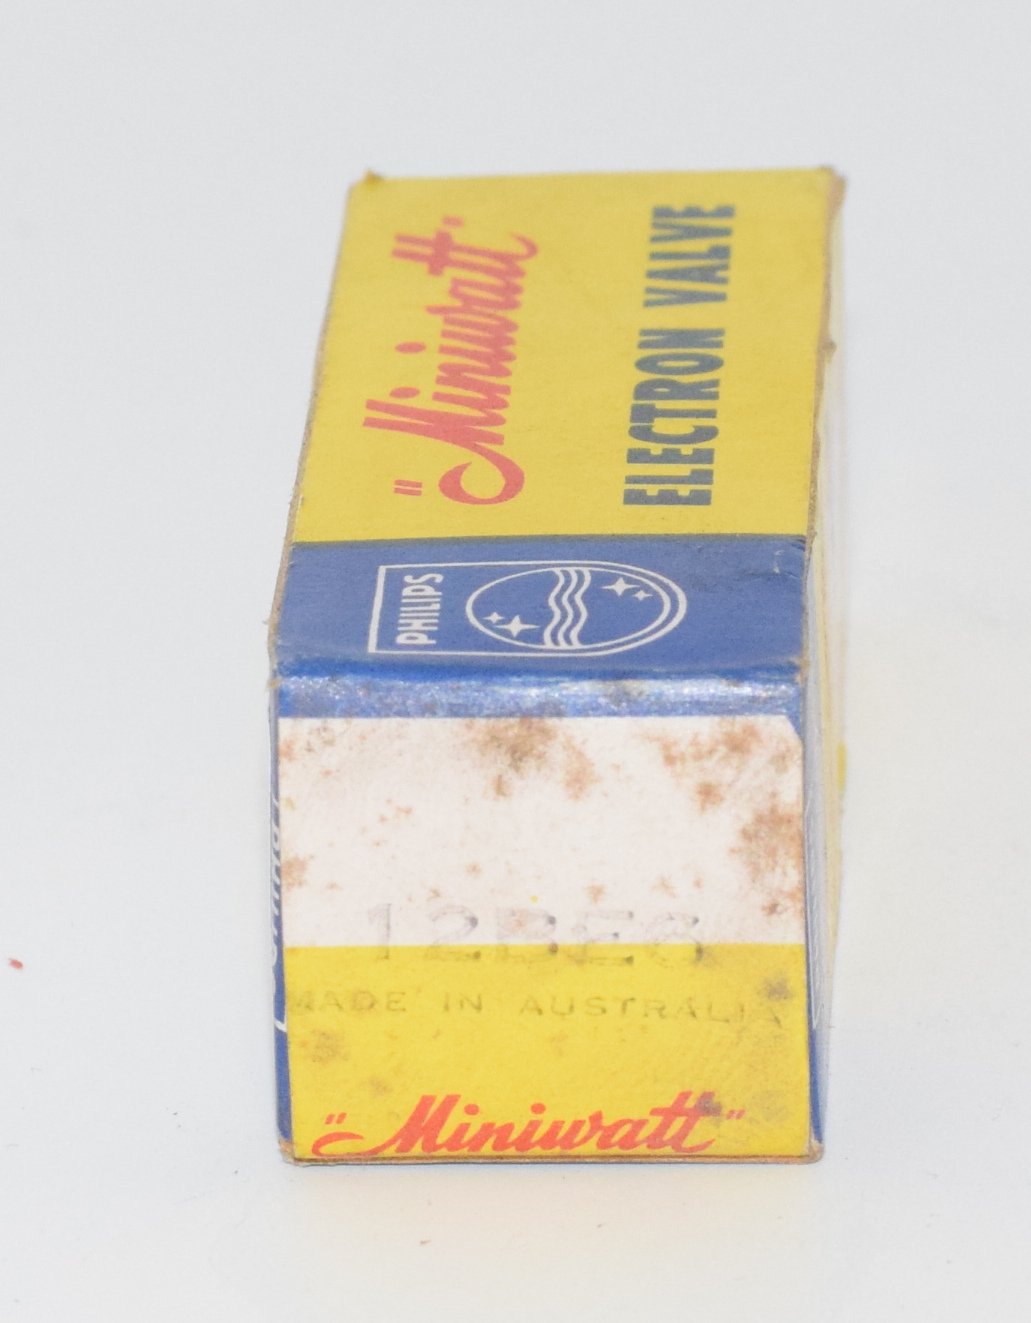 "Miniwatt"
ELECTRON VALVE
PHILIPS
12BE6
MADE IN AUSTRALIA
"Miniwatt"